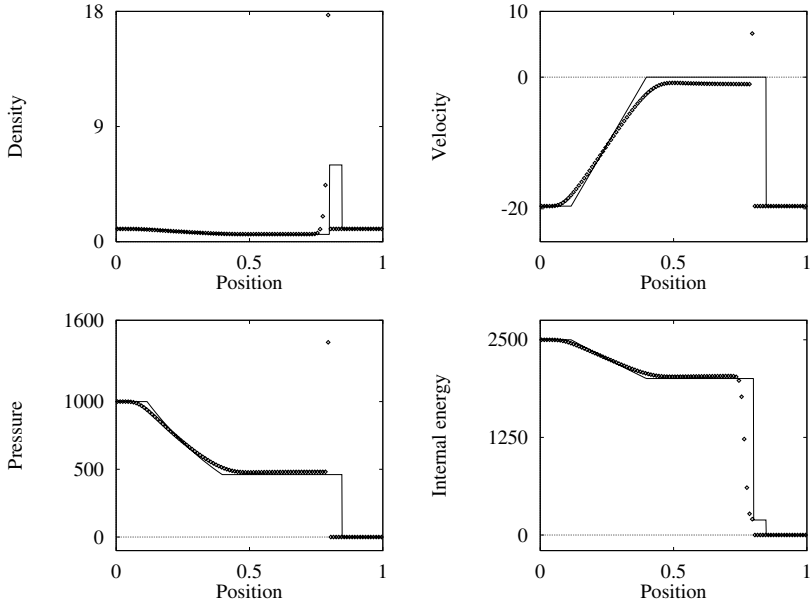 18
9
0
0 0.5 1
Position
Density
10
0
-20
0 0.5 1
Position
Velocity
1600
1000
500
0
0 0.5 1
Position
Pressure
2500
1250
0
0 0.5 1
Position
Internal energy